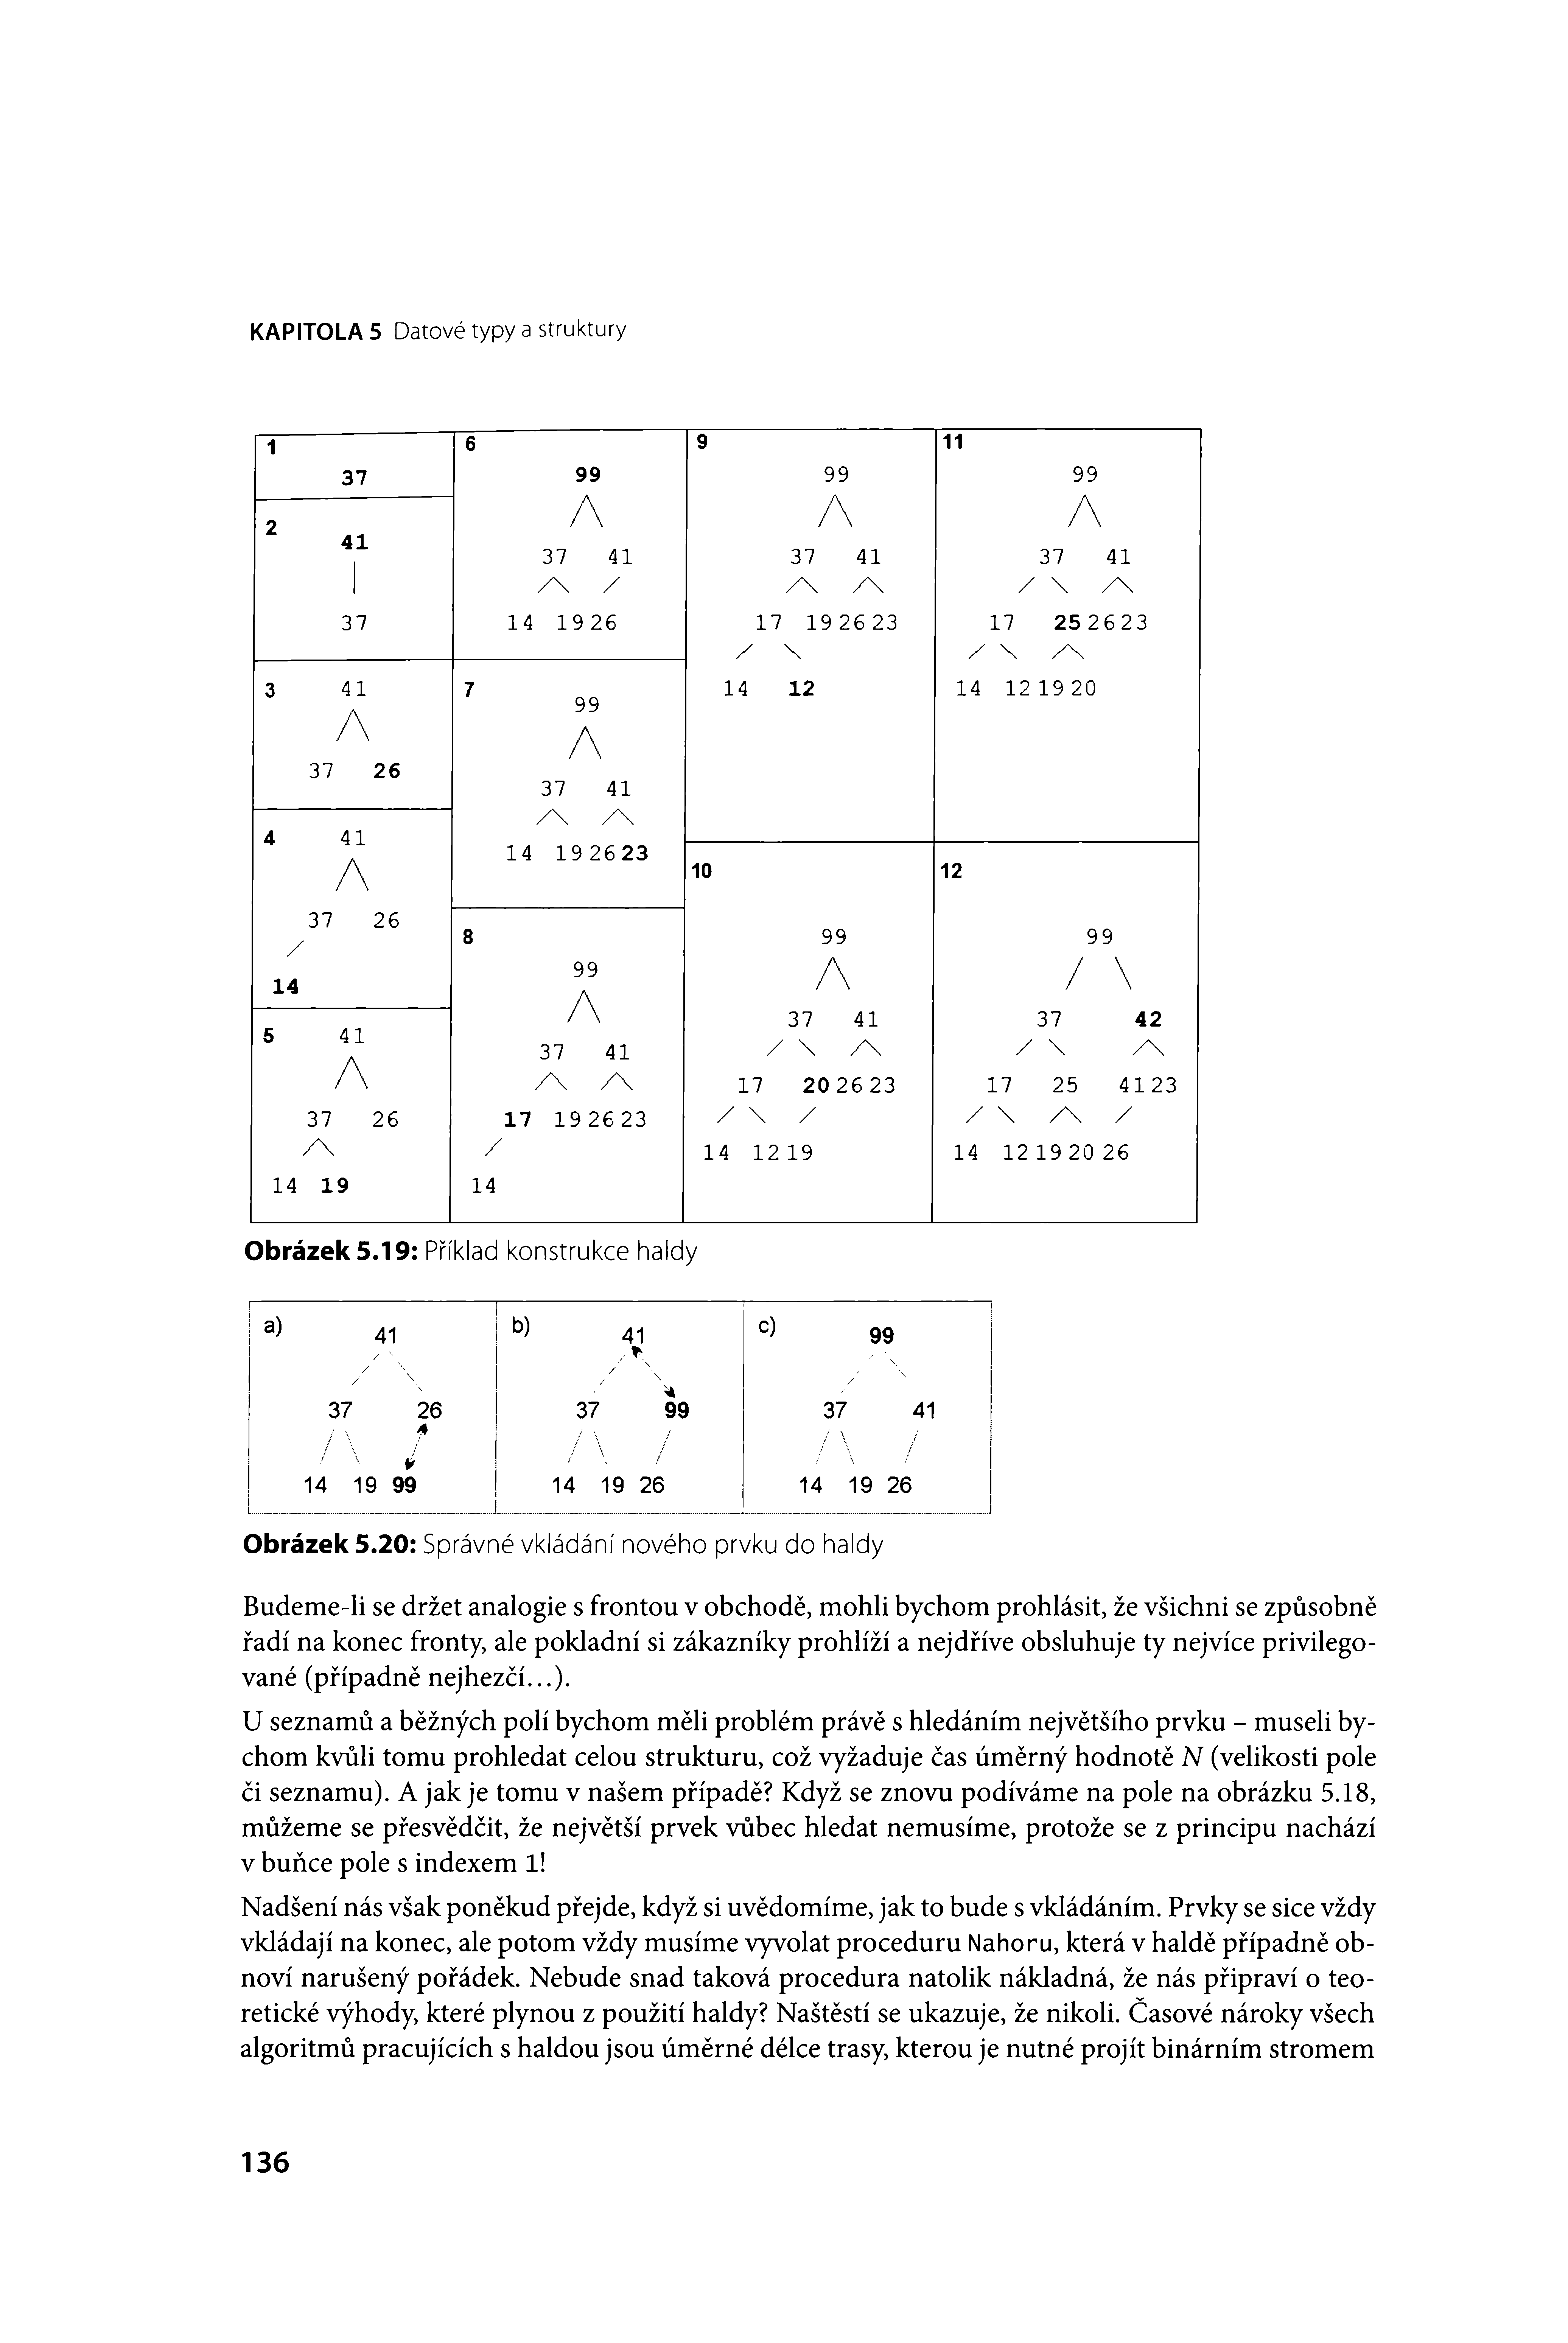 KAPITOLA 5 Datové typy a struktury
1
37
2
41
37
3 41
37 26
4 41
37 26
14
5 41
37 26
14 19
6
99
37 41
14 19 26
7
99
37 41
14 19 26 23
8
99
37 41
17 19 26 23
14
9
99
37 41
17 19 26 23
14 12
10
99
37 41
17 20 26 23
14 12 19
11
99
37 41
17 25 26 23
14 12 19 20
12
99
37 42
17 25 41 23
14 12 19 20 26
Obrázek 5.19: Příklad konstrukce haldy
a) 41
37 26
14 19 99
b) 41
37 99
14 19 26
c) 99
37 41
14 19 26
Obrázek 5.20: Správné vkládání nového prvku do haldy
Budeme-li se držet analogie s frontou v obchodě, mohli bychom prohlásit, že všichni se způsobně
řadí na konec fronty, ale pokladní si zákazníky prohlíží a nejdříve obsluhuje ty nejvíce privilego-
vané (případně nejhezčí...).
U seznamů a běžných polí bychom měli problém právě s hledáním největšího prvku – museli by-
chom kvůli tomu prohledat celou strukturu, což vyžaduje čas úměrný hodnotě N (velikosti pole
či seznamu). A jak je tomu v našem případě? Když se znovu podíváme na pole na obrázku 5.18,
můžeme se přesvědčit, že největší prvek vůbec hledat nemusíme, protože se z principu nachází
v buňce pole s indexem 1!
Nadšení nás však poněkud přejde, když si uvědomíme, jak to bude s vkládáním. Prvky se sice vždy
vkládají na konec, ale potom vždy musíme vyvolat proceduru Nahoru, která v haldě případně ob-
noví narušený pořádek. Nebude snad taková procedura natolik nákladná, že nás připraví o teo-
retické výhody, které plynou z použití haldy? Naštěstí se ukazuje, že nikoli. Časové nároky všech
algoritmů pracujících s haldou jsou úměrné délce trasy, kterou je nutné projít binárním stromem
136